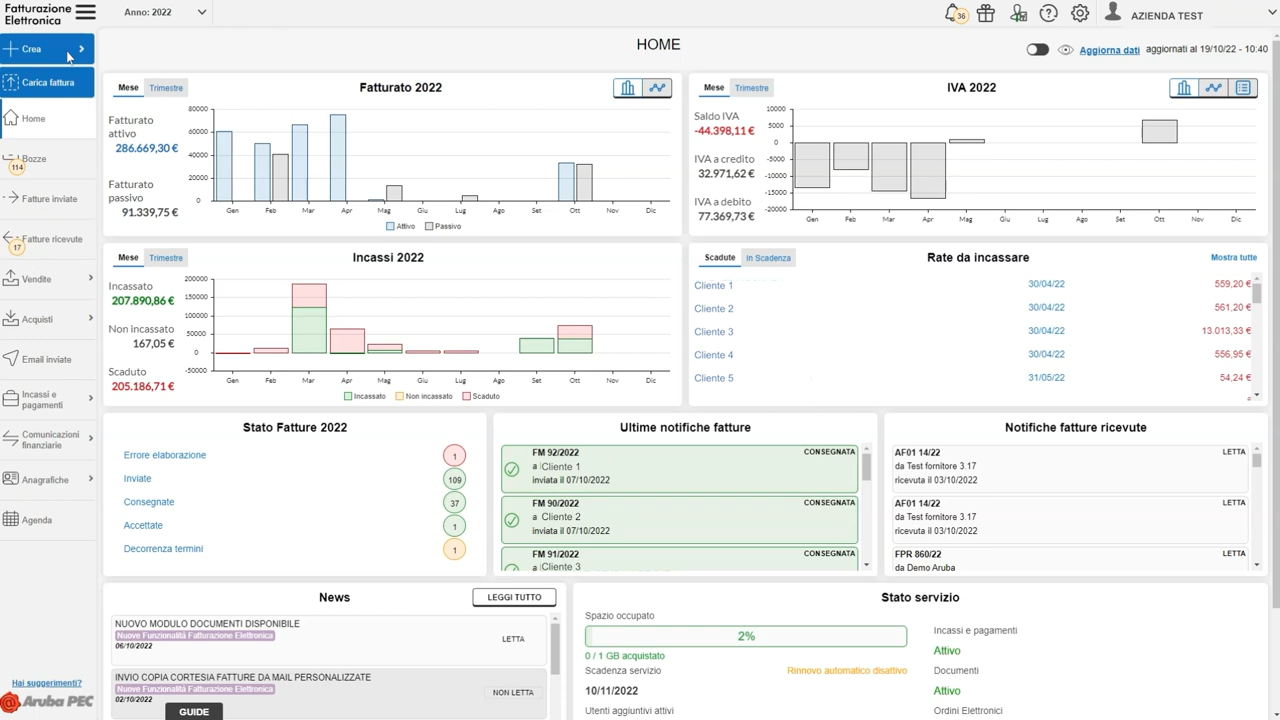 Fatturazione
Elettronica
Anno: 2022
36
AZIENDA TEST
Crea
Carica fattura
Home
Bozze
114
Fatture inviate
Fatture ricevute
17
Vendite
Acquisti
Email inviate
Incassi e
pagamenti
Comunicazioni
finanziarie
Anagrafiche
Agenda
Hai suggerimenti?
Aruba PEC
HOME
Aggiorna dati aggiornati al 19/10/22 - 10:40
Mese Trimestre
Fatturato 2022
Fatturato
attivo
286.669,30 €
Fatturato
passivo
91.339,75 €
80000
60000
40000
20000
0
Gen Feb Mar Apr Mag Giu Lug Ago Set Ott Nov Dic
Attivo Passivo
Mese Trimestre
IVA 2022
Saldo IVA
-44.398,11 €
IVA a credito
32.971,62 €
IVA a debito
77.369,73 €
10000
5000
0
-5000
-10000
-15000
-20000
Gen Feb Mar Apr Mag Giu Lug Ago Set Ott Nov Dic
Mese Trimestre
Incassi 2022
Incassato
207.890,86 €
Non incassato
167,05 €
Scaduto
205.186,71 €
200000
150000
100000
50000
0
-50000
Gen Feb Mar Apr Mag Giu Lug Ago Set Ott Nov Dic
Incassato Non incassato Scaduto
Scadute in Scadenza
Rate da incassare
Mostra tutte
Cliente 1 30/04/22 559,20 €
Cliente 2 30/04/22 561,20 €
Cliente 3 30/04/22 13.013,33 €
Cliente 4 30/04/22 556,95 €
Cliente 5 31/05/22 54,24 €
Stato Fatture 2022
Errore elaborazione 1
Inviate 109
Consegnate 37
Accettate 1
Decorrenza termini 1
Ultime notifiche fatture
FM 92/2022 CONSEGNATA
a Cliente 1
inviata il 07/10/2022
FM 90/2022 CONSEGNATA
a Cliente 2
inviata il 07/10/2022
FM 91/2022 CONSEGNATA
a Cliente 3
Notifiche fatture ricevute
AF01 14/22 LETTA
da Test fornitore 3.17
ricevuta il 03/10/2022
AF01 14/22 LETTA
da Test fornitore 3.17
ricevuta il 03/10/2022
FPR 860/22 LETTA
da Demo Aruba
News
LEGGI TUTTO
NUOVO MODULO DOCUMENTI DISPONIBILE
Nuove Funzionalità Fatturazione Elettronica
06/10/2022
LETTA
INVIO COPIA CORTESIA FATTURE DA MAIL PERSONALIZZATE
Nuove Funzionalità Fatturazione Elettronica
02/10/2022
NON LETTA
GUIDE
Stato servizio
Spazio occupato
2%
0 / 1 GB acquistato
Scadenza servizio Rinnovo automatico disattivo
10/11/2022
Utenti aggiuntivi attivi
Incassi e pagamenti
Attivo
Documenti
Attivo
Ordini Elettronici